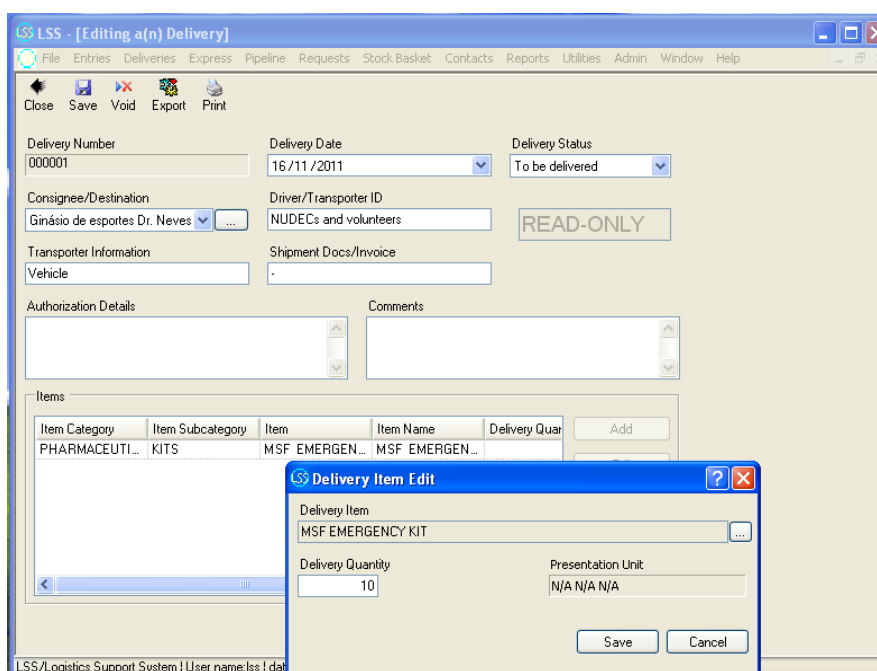 LSS LSS - [Editing a(n) Delivery]
File Entries Deliveries Express Pipeline Requests Stock Basket Contacts Reports Utilities Admin Window Help
Close Save Void Export Print
Delivery Number Delivery Date Delivery Status
000001 16/11/2011 To be delivered
Consignee/Destination Driver/Transporter ID
Ginásio de esportes Dr. Neves ... NUDECs and volunteers READ-ONLY
Transporter Information Shipment Docs/Invoice
Vehicle -
Authorization Details Comments
Items
Item Category Item Subcategory Item Item Name Delivery Quar Add
PHARMACEUTI... KITS MSF EMERGEN... MSF EMERGEN...
LSS Delivery Item Edit ?
Delivery Item
MSF EMERGENCY KIT ...
Delivery Quantity Presentation Unit
10 N/A N/A N/A
Save Cancel
LSS/Logistics Support System | User name:lss | dat